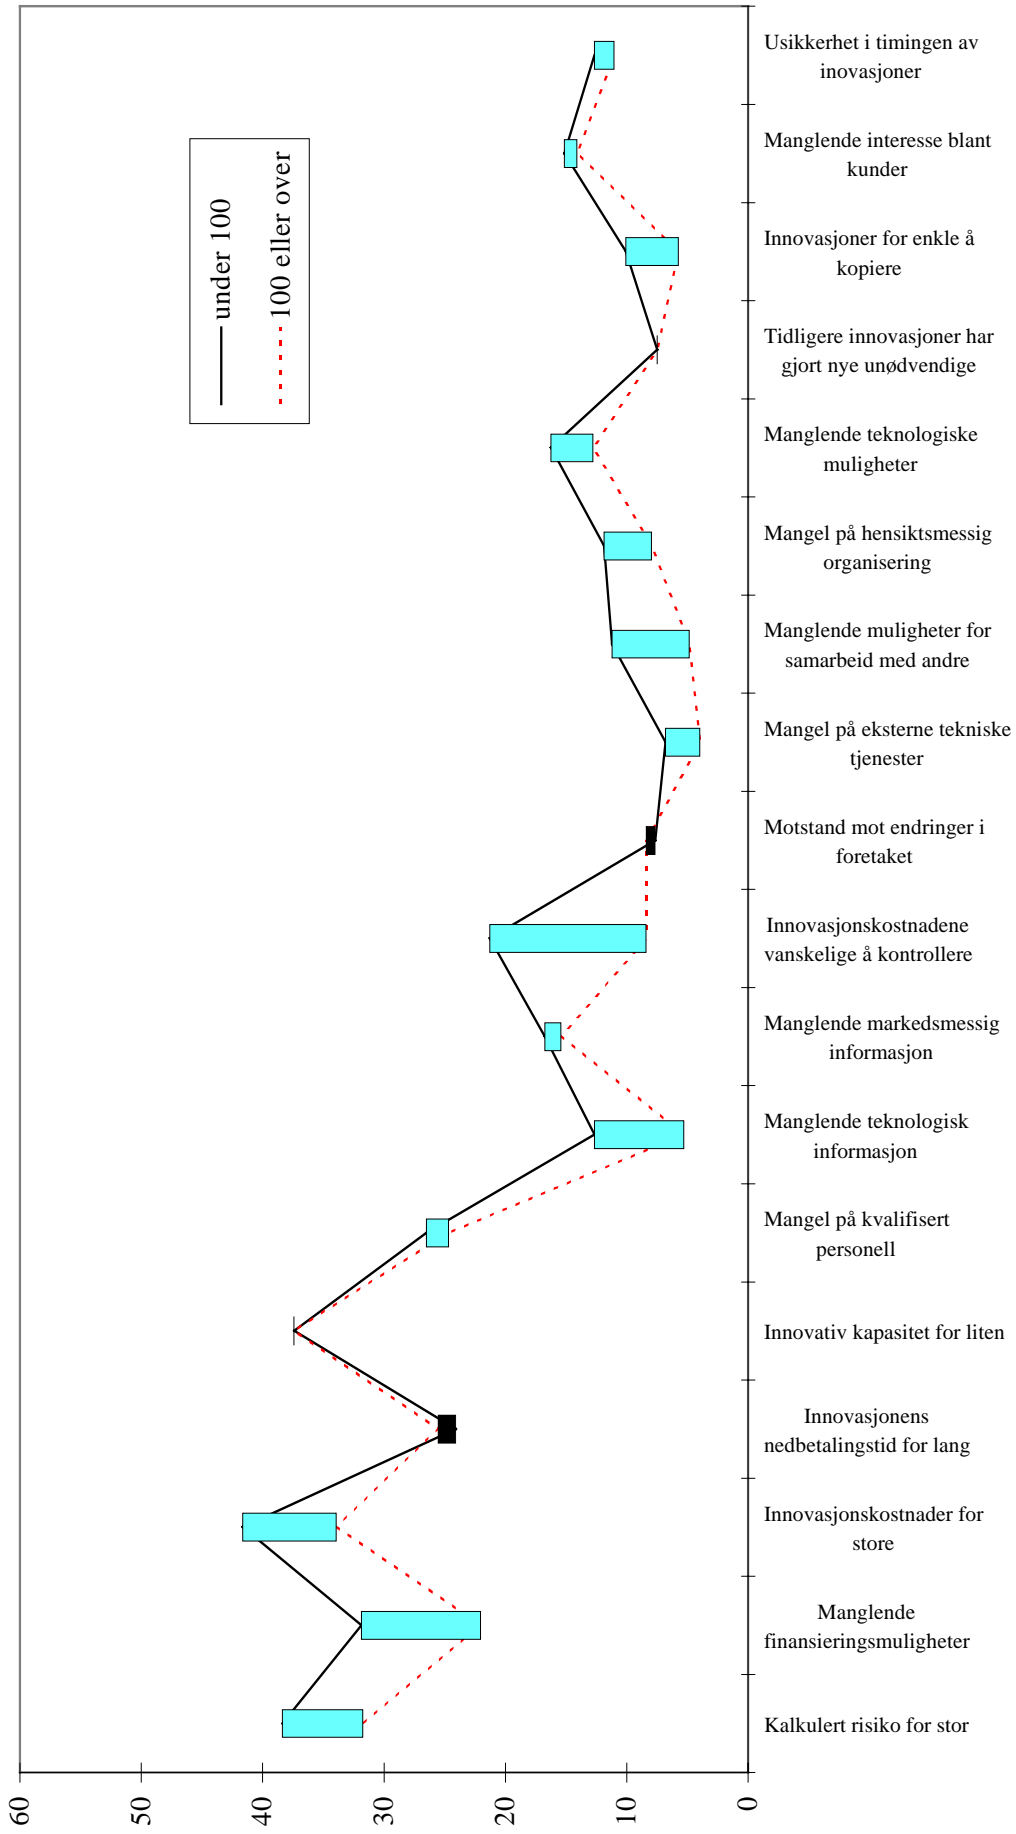 Usikkerhet i timingen av
inovasjoner
Manglende interesse blant
kunder
Innovasjoner for enkle å
kopiere
Tidligere innovasjoner har
gjort nye unødvendige
Manglende teknologiske
muligheter
Mangel på hensiktsmessig
organisering
Manglende muligheter for
samarbeid med andre
Mangel på eksterne tekniske
tjenester
Motstand mot endringer i
foretaket
Innovasjonskostnadene
vanskelige å kontrollere
Manglende markedsmessig
informasjon
Manglende teknologisk
informasjon
Mangel på kvalifisert
personell
Innovativ kapasitet for liten
Innovasjonens
nedbetalingstid for lang
Innovasjonskostnader for
store
Manglende
finansieringsmuligheter
Kalkulert risiko for stor
under 100
100 eller over
60
50
40
30
20
10
0